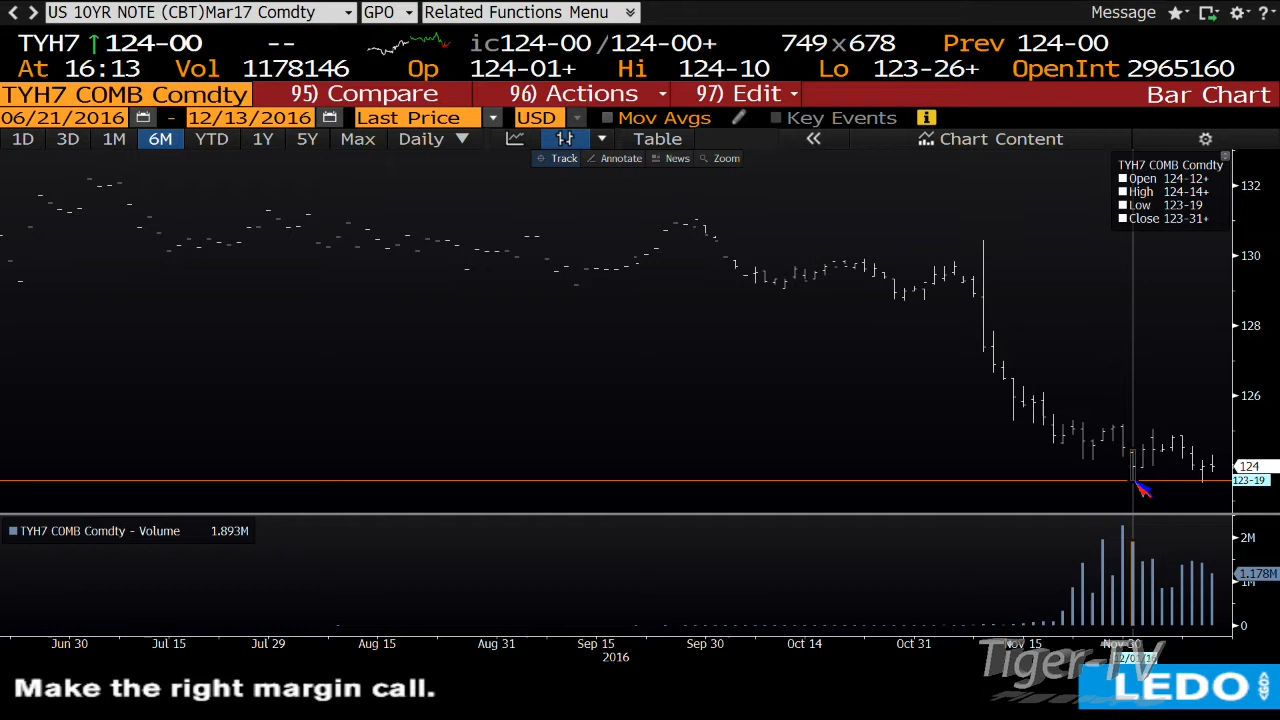 US 10YR NOTE (CBT)Mar17 Comdty GPO Related Functions Menu Message ?
TYH7 ↑124-00 -- ic124-00 /124-00+ 749×678 Prev 124-00
At 16:13 Vol 1178146 Op 124-01+ Hi 124-10 Lo 123-26+ OpenInt 2965160
TYH7 COMB Comdty 95) Compare 96) Actions 97) Edit Bar Chart
06/21/2016 - 12/13/2016 Last Price USD Mov Avgs Key Events
1D 3D 1M 6M YTD 1Y 5Y Max Daily ▼ Table « Chart Content
Track Annotate News Zoom
TYH7 COMB Comdty
Open 124-12+
High 124-14+
Low 123-19
Close 123-31+
132
130
128
126
124
123-19
TYH7 COMB Comdty - Volume 1.893M
2M
1.178M
1M
0
Jun 30 Jul 15 Jul 29 Aug 15 Aug 31 Sep 15 Sep 30 Oct 14 Oct 31 Nov 15 Nov 30
2016
12/01/16
Tiger-TV
Make the right margin call.
LEDO